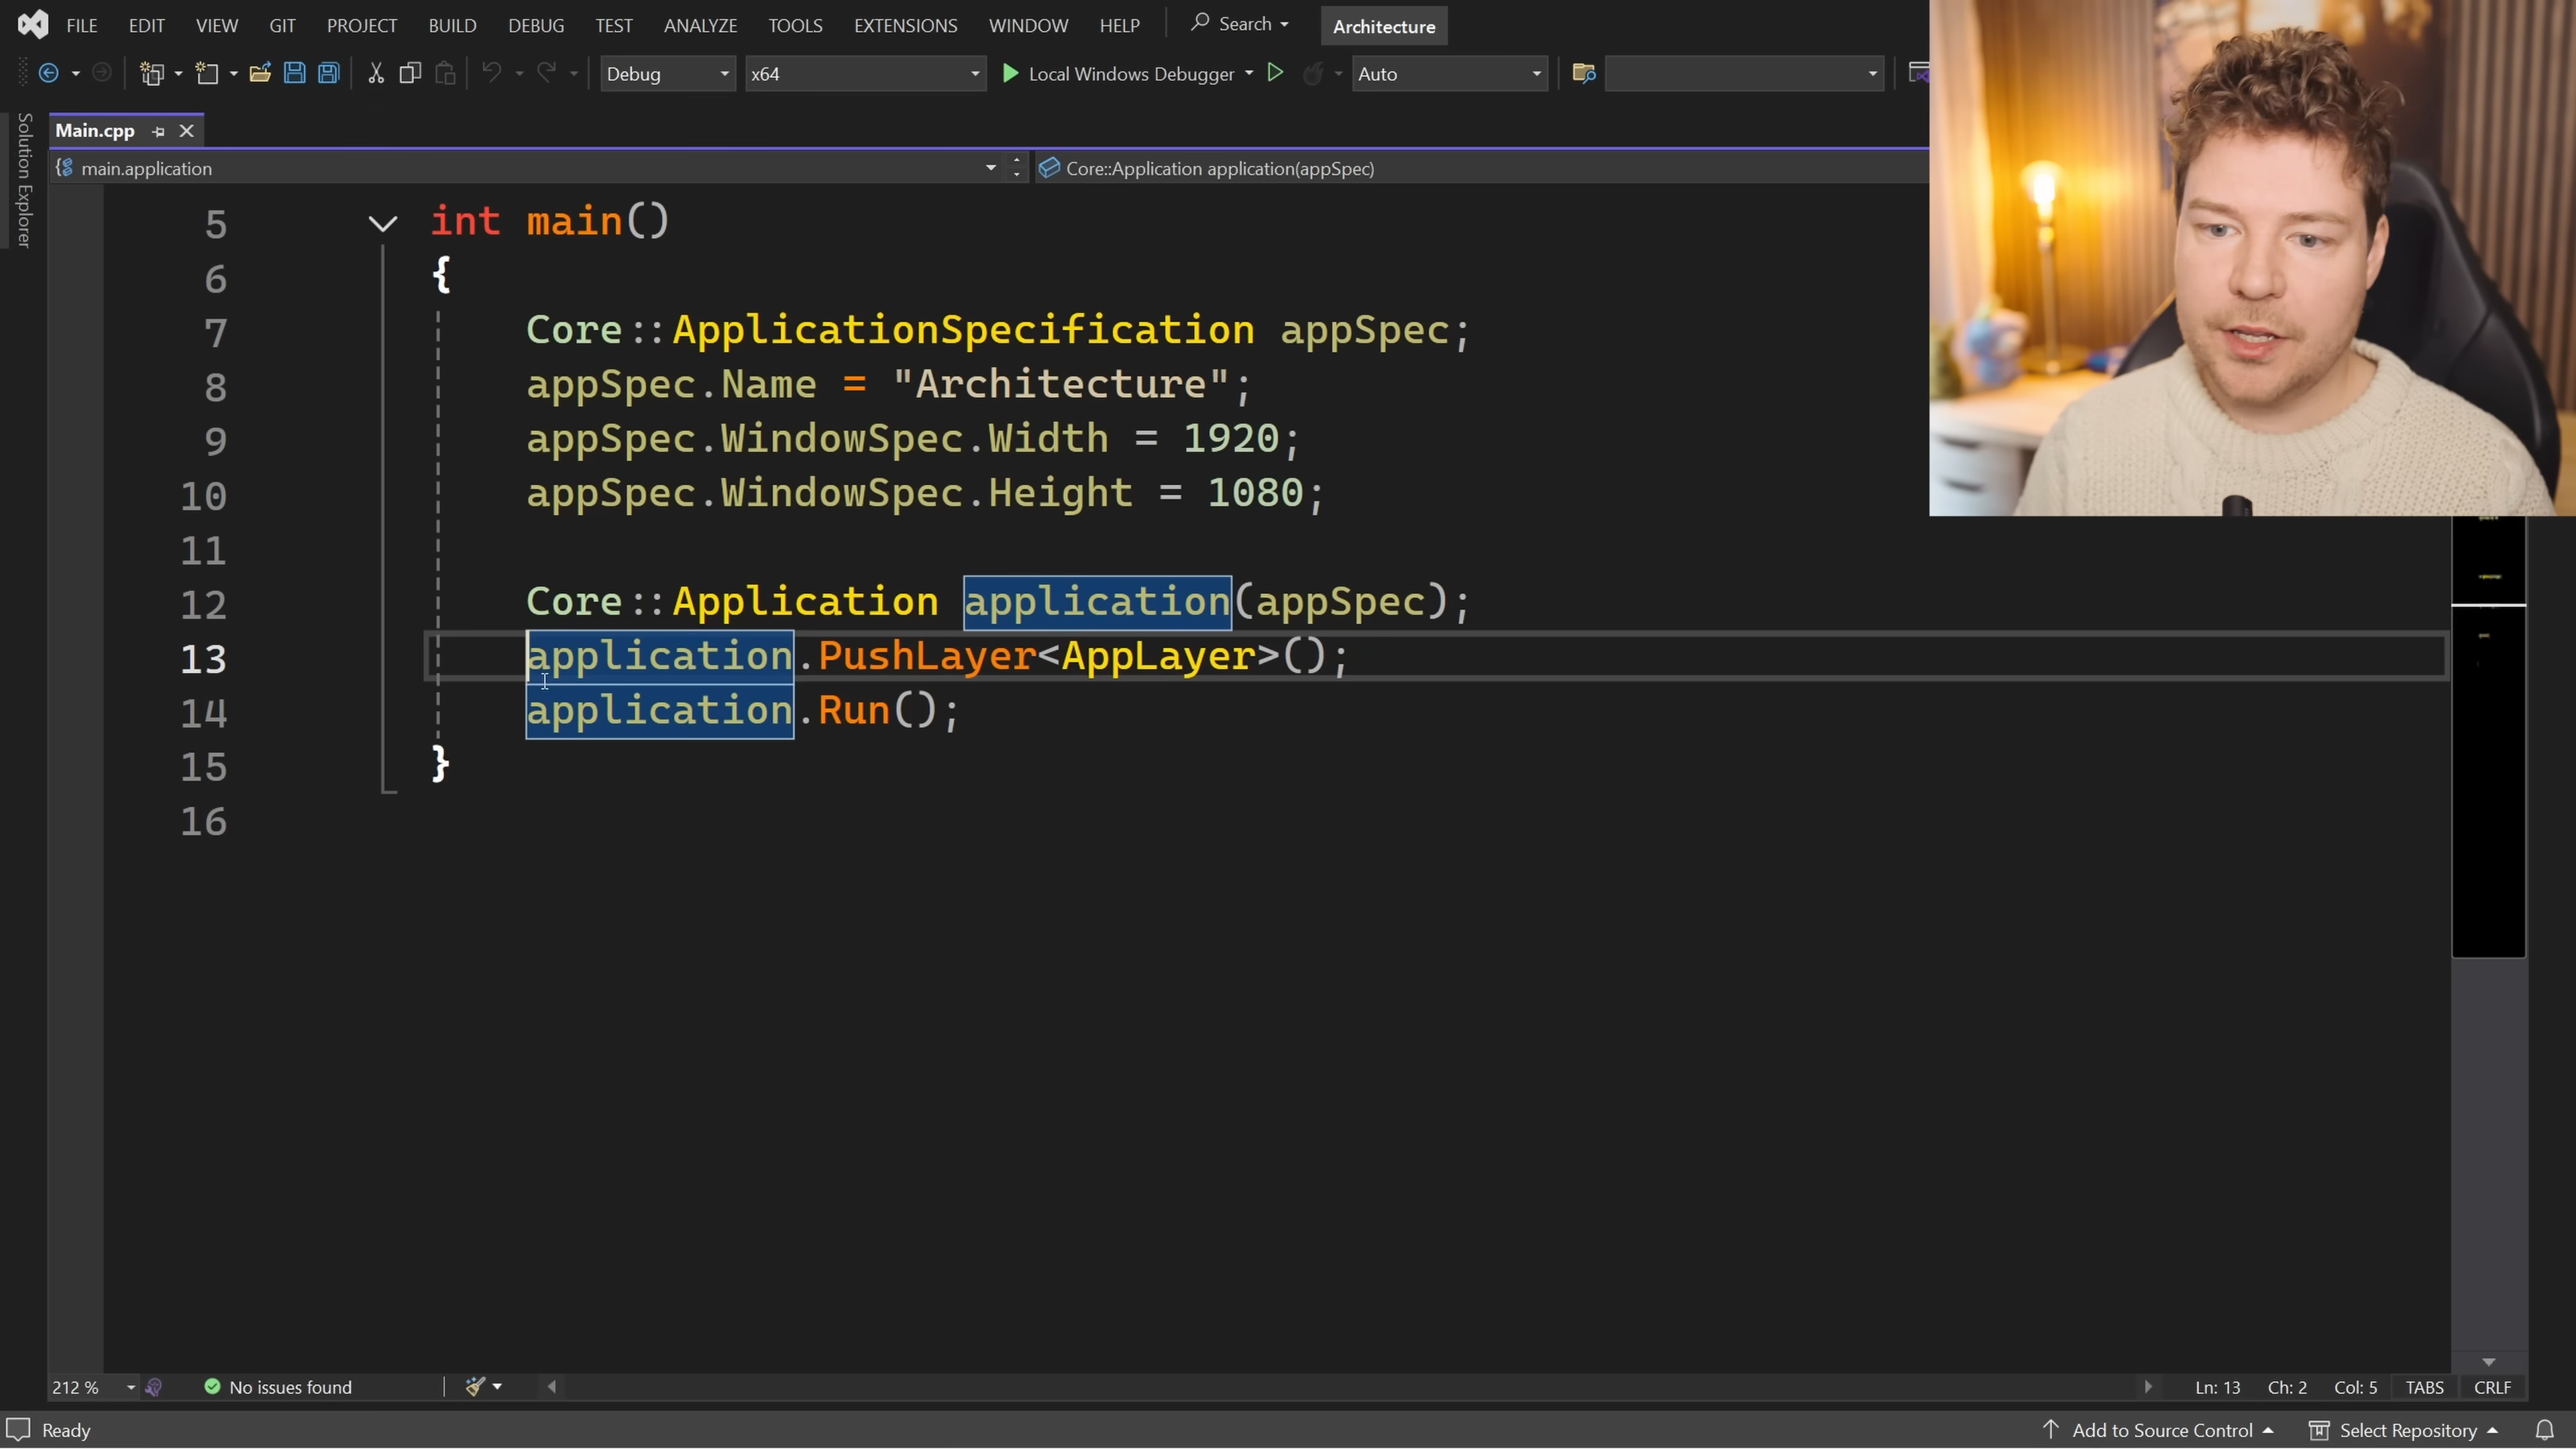 FILE EDIT VIEW GIT PROJECT BUILD DEBUG TEST ANALYZE TOOLS EXTENSIONS WINDOW HELP Search Architecture
Debug x64 Local Windows Debugger Auto
Solution Explorer
Main.cpp
main.application Core::Application application(appSpec)
5 int main()
6 {
7 Core::ApplicationSpecification appSpec;
8 appSpec.Name = "Architecture";
9 appSpec.WindowSpec.Width = 1920;
10 appSpec.WindowSpec.Height = 1080;
11
12 Core::Application application(appSpec);
13 application.PushLayer<AppLayer>();
14 application.Run();
15 }
16
212 % No issues found Ln: 13 Ch: 2 Col: 5 TABS CRLF
Ready Add to Source Control Select Repository